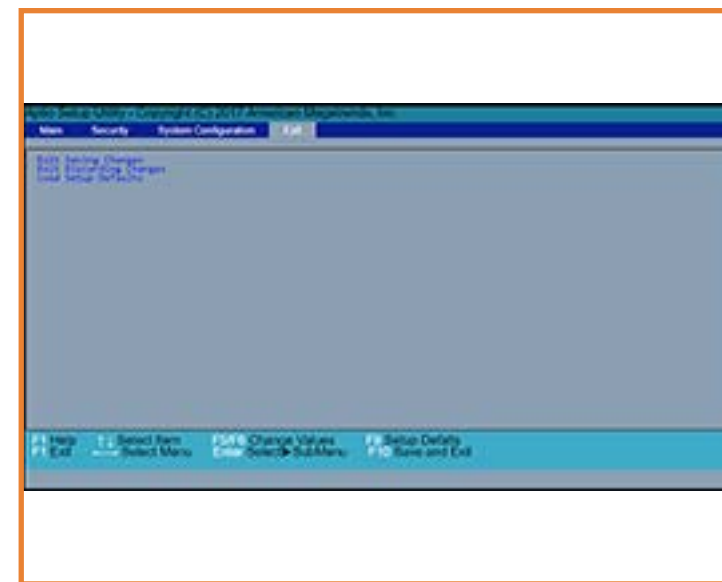 Aptio Setup Utility - Copyright (C) 2017 American Megatrends, Inc.
Main Security System Configuration Exit
Exit Saving Changes
Exit Discarding Changes
Load Setup Defaults
F1 Help ↑↓ Select Item F5/F6 Change Values F9 Setup Defalts
Exit Select Menu Enter Select▶SubMenu F10 Save and Exit